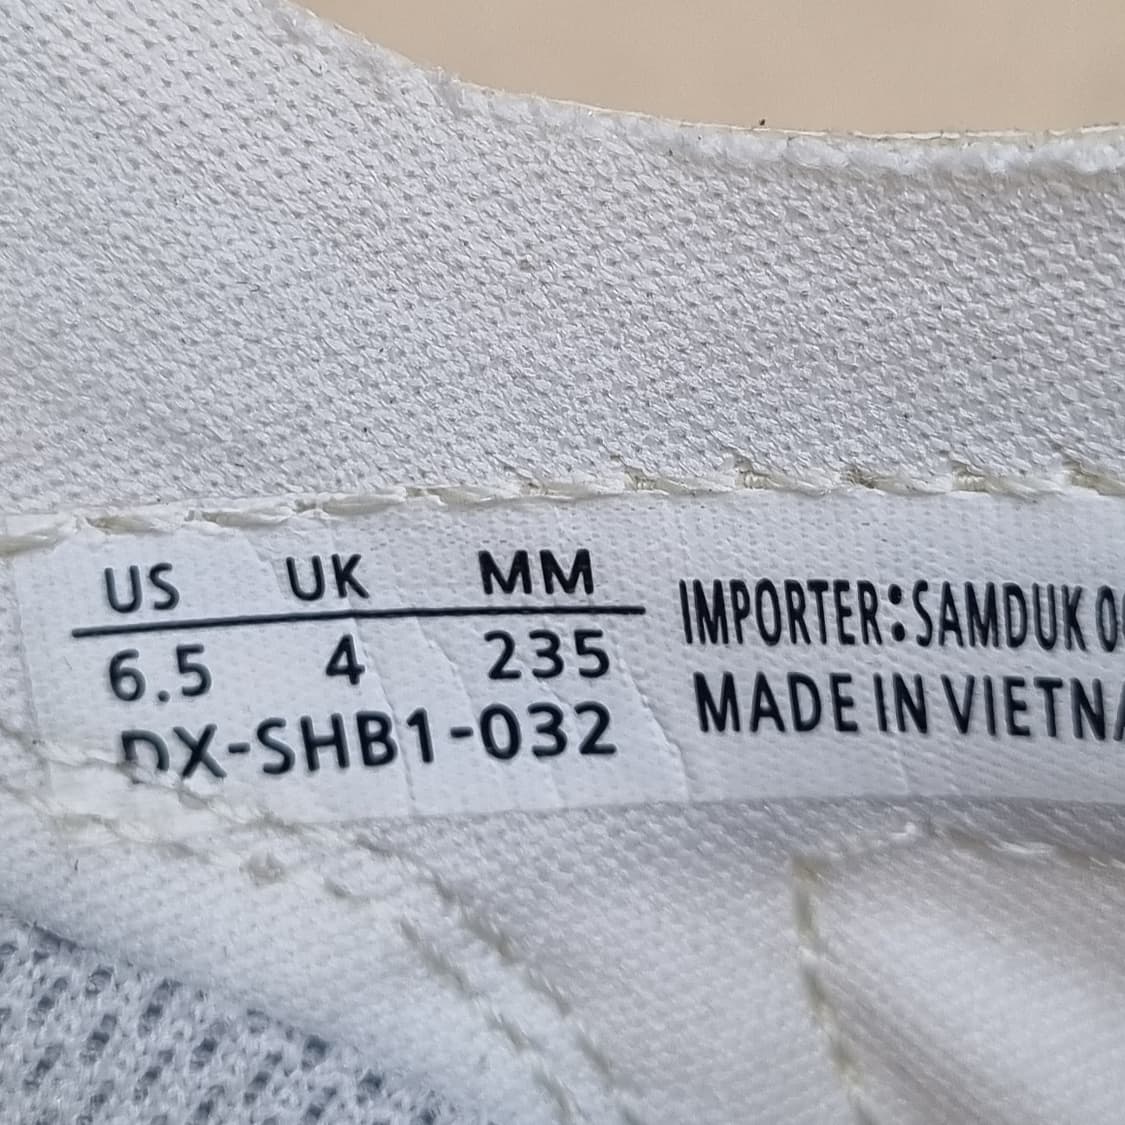 US UK MM
6.5 4 235
DX-SHB1-032
IMPORTER:SAMDUK
MADE IN VIETNA